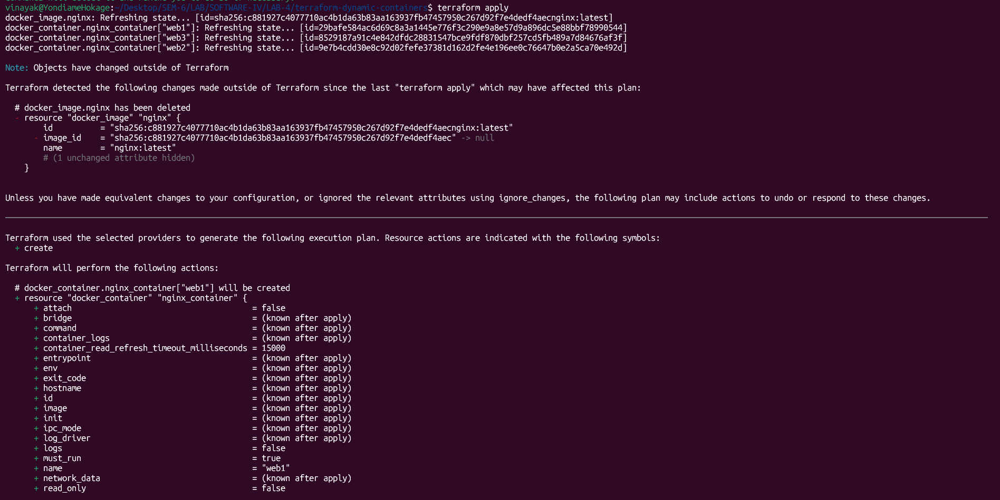 vinayak@YondiameHokage:~/Desktop/SEM-6/LAB/SOFTWARE-IV/LAB-4/terraform-dynamic-containers$ terraform apply
docker_image.nginx: Refreshing state... [id=sha256:c881927c4077710ac4b1da63b83aa163937fb47457950c267d92f7e4dedf4aecnginx:latest]
docker_container.nginx_container["web1"]: Refreshing state... [id=29bafe584ac6d69c8a3a1445e776f3c290e9a8e57d9a896dc5e88bbf78990544]
docker_container.nginx_container["web3"]: Refreshing state... [id=8529187a91c4e842dfdc28831547bce9fdf870dbf257cd5fb489a7d84676af3f]
docker_container.nginx_container["web2"]: Refreshing state... [id=9e7b4cdd30e8c92d02fefe37381d162d2fe4e196ee0c76647b0e2a5ca70e492d]
Note: Objects have changed outside of Terraform
Terraform detected the following changes made outside of Terraform since the last "terraform apply" which may have affected this plan:
# docker_image.nginx has been deleted
- resource "docker_image" "nginx" {
id = "sha256:c881927c4077710ac4b1da63b83aa163937fb47457950c267d92f7e4dedf4aecnginx:latest"
- image_id = "sha256:c881927c4077710ac4b1da63b83aa163937fb47457950c267d92f7e4dedf4aec" -> null
name = "nginx:latest"
# (1 unchanged attribute hidden)
}
Unless you have made equivalent changes to your configuration, or ignored the relevant attributes using ignore_changes, the following plan may include actions to undo or respond to these changes.
Terraform used the selected providers to generate the following execution plan. Resource actions are indicated with the following symbols:
+ create
Terraform will perform the following actions:
# docker_container.nginx_container["web1"] will be created
+ resource "docker_container" "nginx_container" {
+ attach = false
+ bridge = (known after apply)
+ command = (known after apply)
+ container_logs = (known after apply)
+ container_read_refresh_timeout_milliseconds = 15000
+ entrypoint = (known after apply)
+ env = (known after apply)
+ exit_code = (known after apply)
+ hostname = (known after apply)
+ id = (known after apply)
+ image = (known after apply)
+ init = (known after apply)
+ ipc_mode = (known after apply)
+ log_driver = (known after apply)
+ logs = false
+ must_run = true
+ name = "web1"
+ network_data = (known after apply)
+ read_only = false